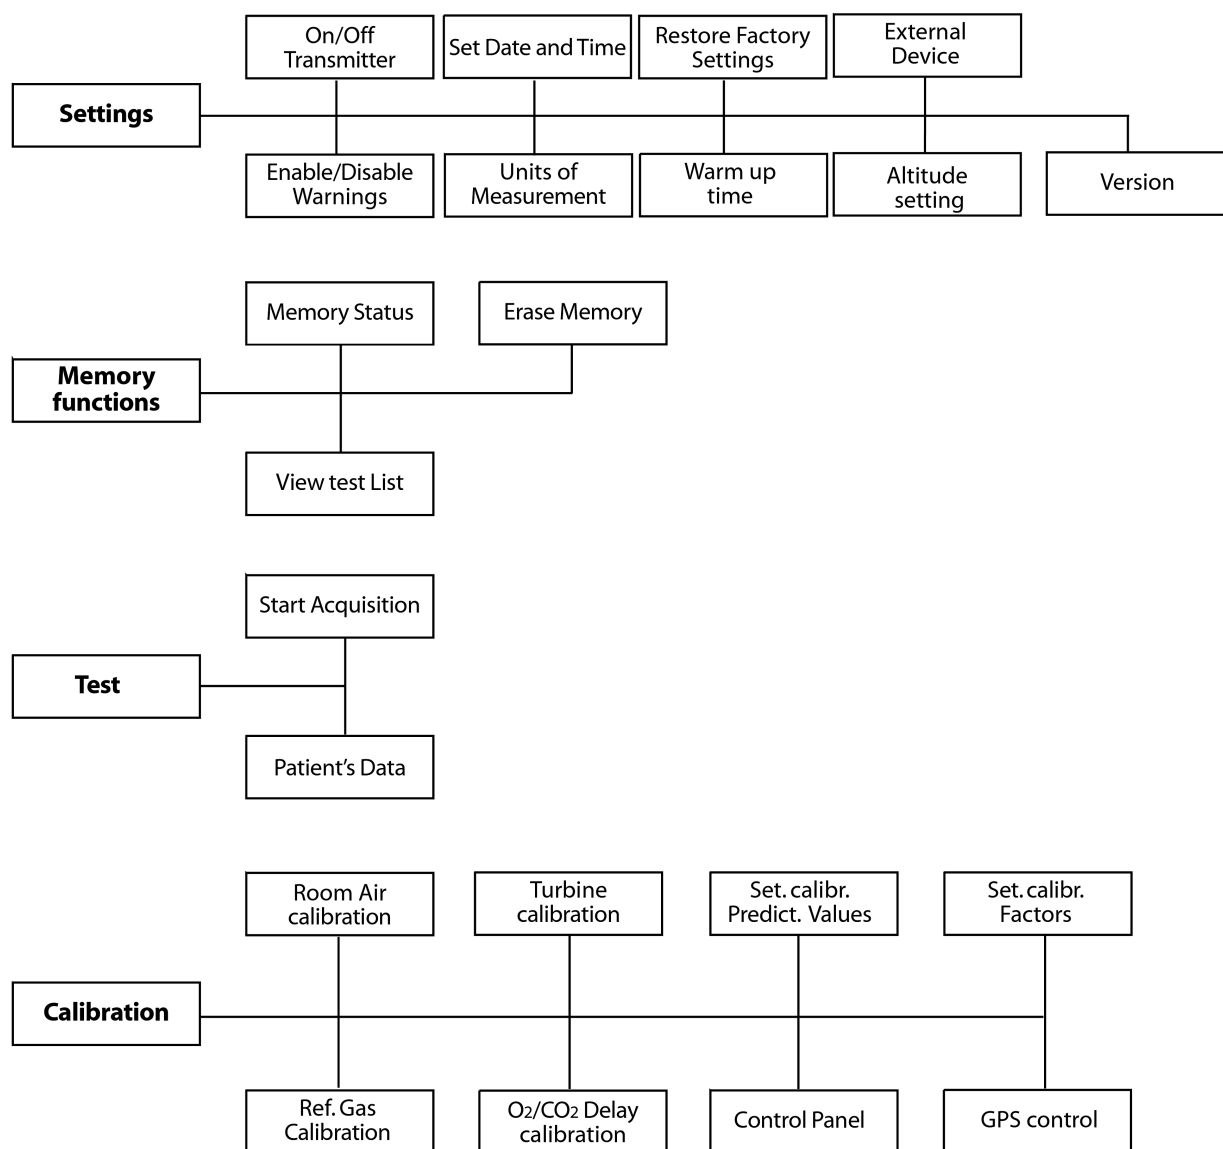 On/Off
Transmitter
Set Date and Time
Restore Factory
Settings
External
Device
Settings
Enable/Disable
Warnings
Units of
Measurement
Warm up
time
Altitude
setting
Version
Memory Status
Erase Memory
Memory
functions
View test List
Start Acquisition
Test
Patient’s Data
Room Air
calibration
Turbine
calibration
Set. calibr.
Predict. Values
Set. calibr.
Factors
Calibration
Ref. Gas
Calibration
O2/CO2 Delay
calibration
Control Panel
GPS control